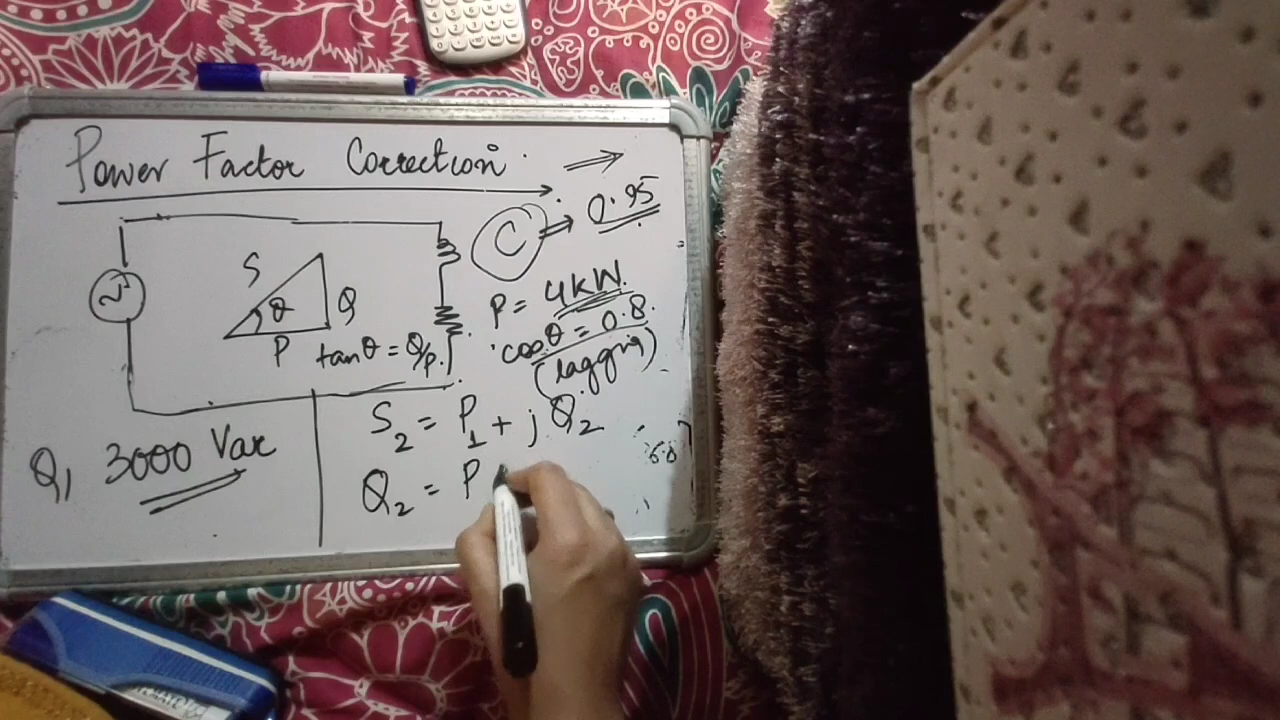 Power Factor Correction
C ⇒ 0.95
S
θ
Q
P
tanθ = Q/P.
P = 4kW.
cosθ = 0.8.
(lagging)
Q₁ 3000 Var
S₂ = P₁ + j Q₂
Q₂ = P